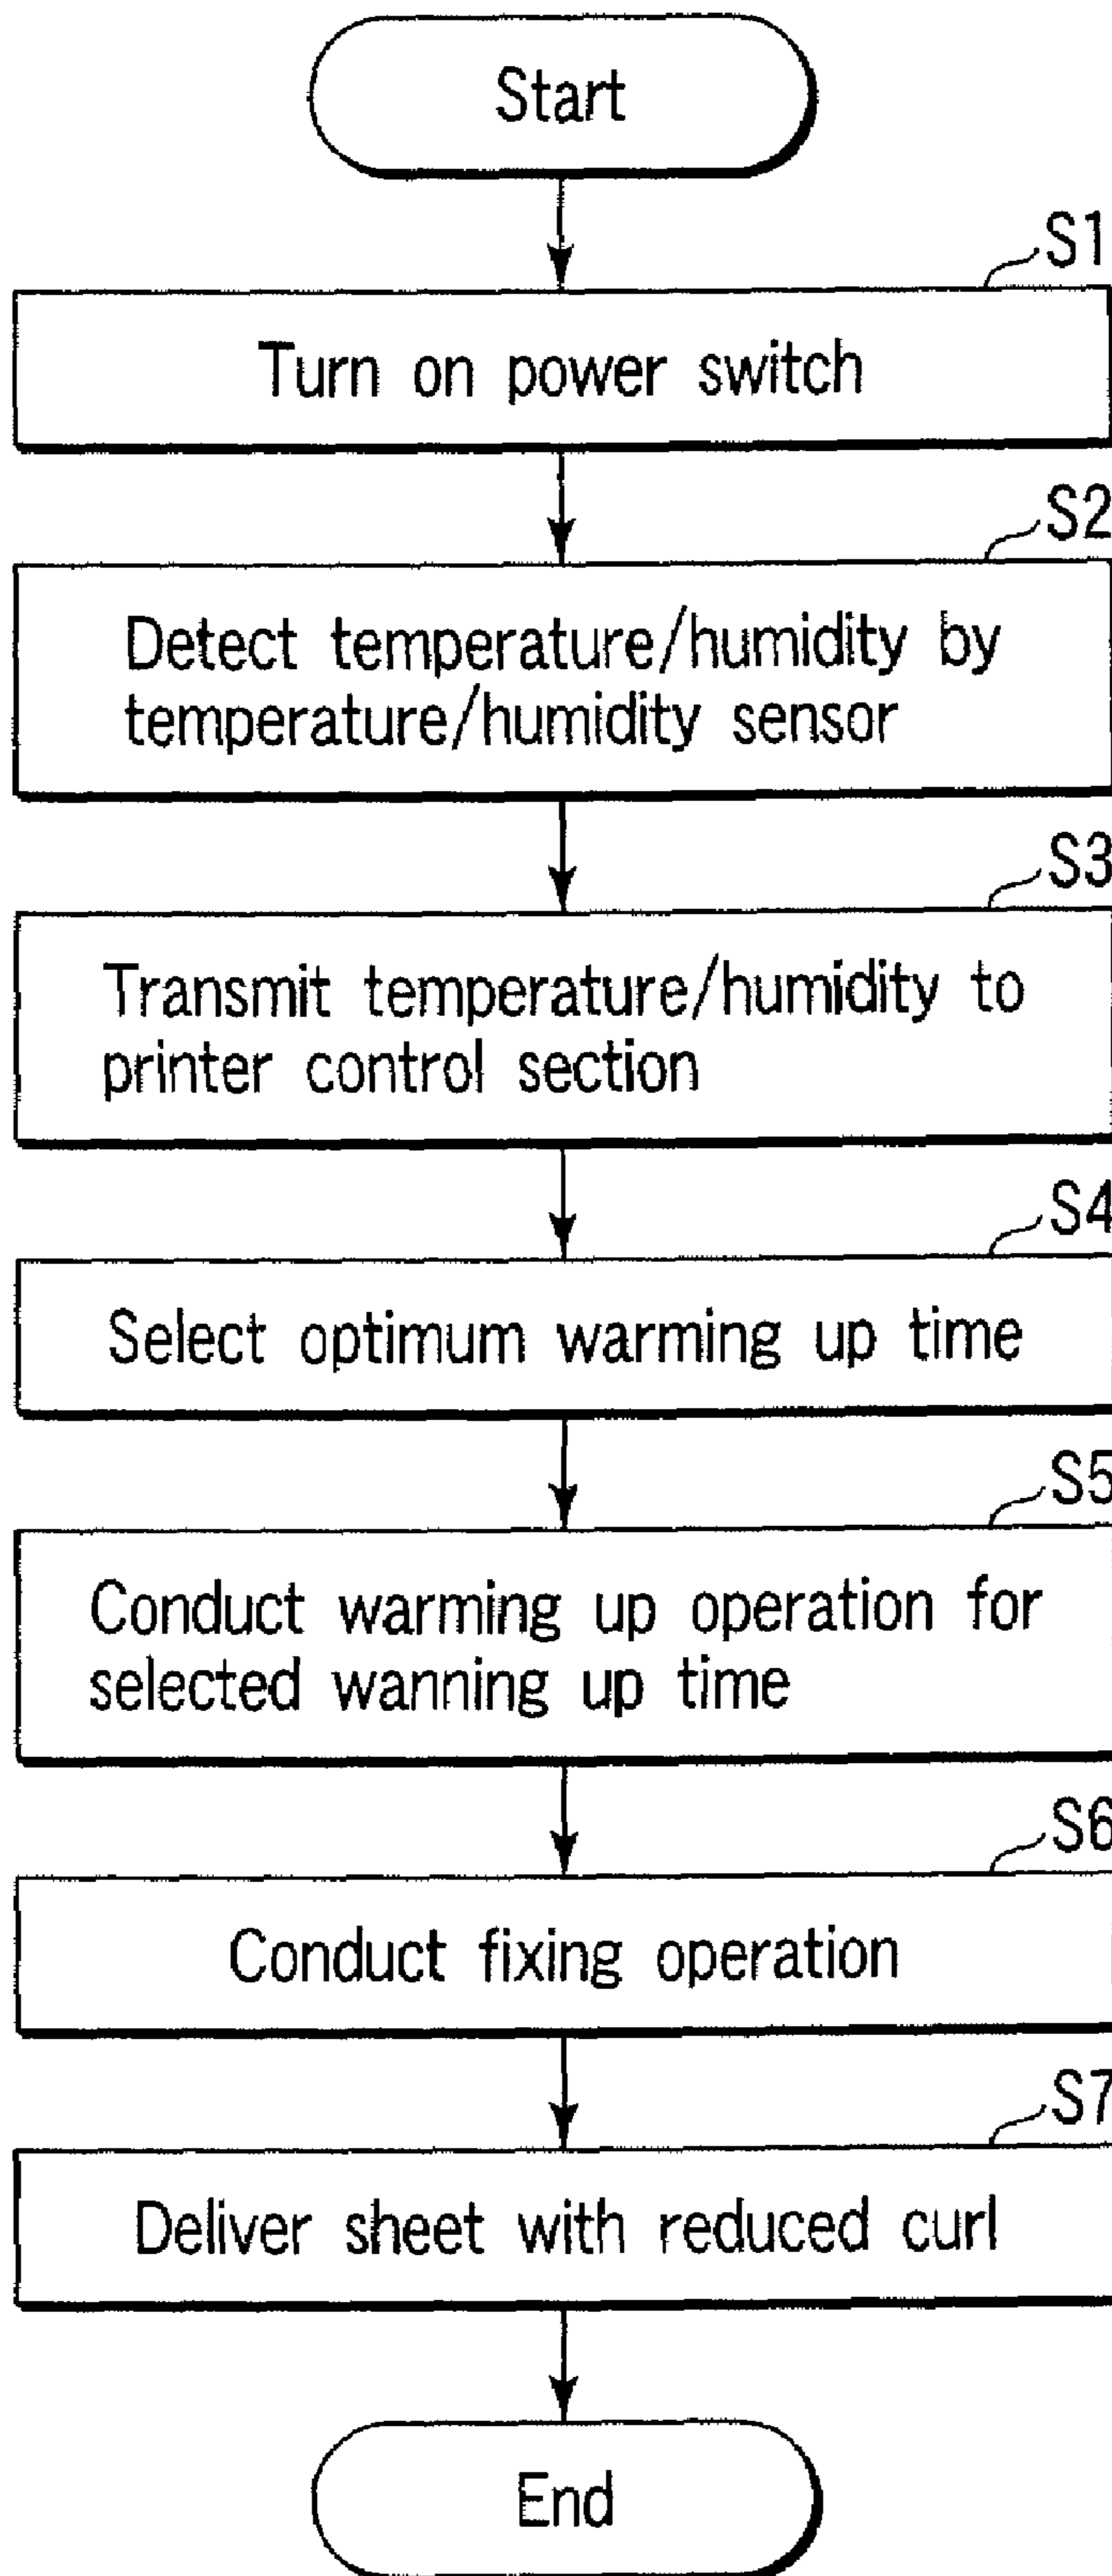 Start
S1
Turn on power switch
S2
Detect temperature/humidity by
temperature/humidity sensor
S3
Transmit temperature/humidity to
printer control section
S4
Select optimum warming up time
S5
Conduct warming up operation for
selected wanning up time
S6
Conduct fixing operation
S7
Deliver sheet with reduced curl
End